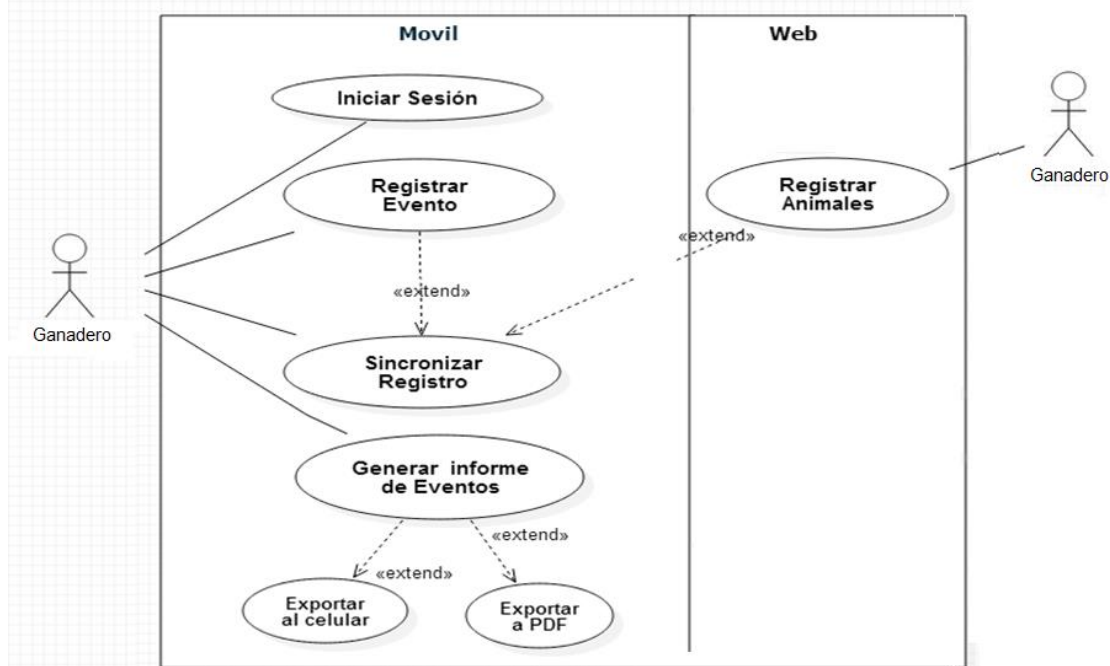 Movil
Web
Iniciar Sesión
Registrar
Evento
Registrar
Animales
Ganadero
«extend»
«extend»
Ganadero
Sincronizar
Registro
Generar informe
de Eventos
«extend»
«extend»
Exportar
al celular
Exportar
a PDF